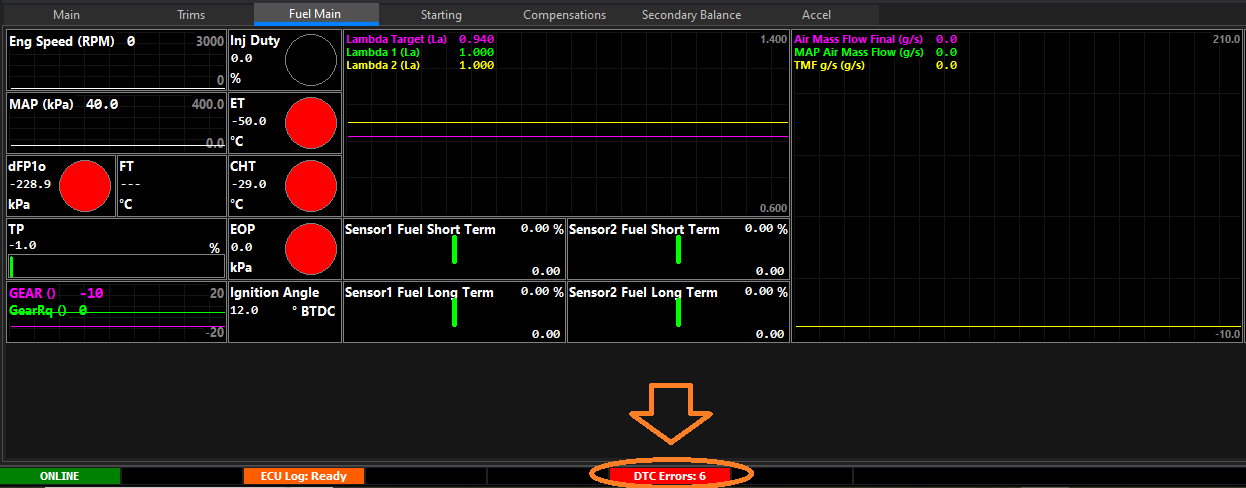 Main Trims Fuel Main Starting Compensations Secondary Balance Accel
Eng Speed (RPM) 0 3000
0
MAP (kPa) 40.0 400.0
0.0
dFP1o
-228.9
kPa
FT
---
°C
TP
-1.0
%
GEAR () -10 20
GearRq () 0
-20
Inj Duty
0.0
%
ET
-50.0
°C
CHT
-29.0
°C
EOP
0.0
kPa
Ignition Angle
12.0 ° BTDC
Lambda Target (La) 0.940 1.400
Lambda 1 (La) 1.000
Lambda 2 (La) 1.000
0.600
Sensor1 Fuel Short Term 0.00 %
0.00
Sensor2 Fuel Short Term 0.00 %
0.00
Sensor1 Fuel Long Term 0.00 %
0.00
Sensor2 Fuel Long Term 0.00 %
0.00
Air Mass Flow Final (g/s) 0.0 210.0
MAP Air Mass Flow (g/s) 0.0
TMF g/s (g/s) 0.0
-10.0
ONLINE ECU Log: Ready DTC Errors: 6